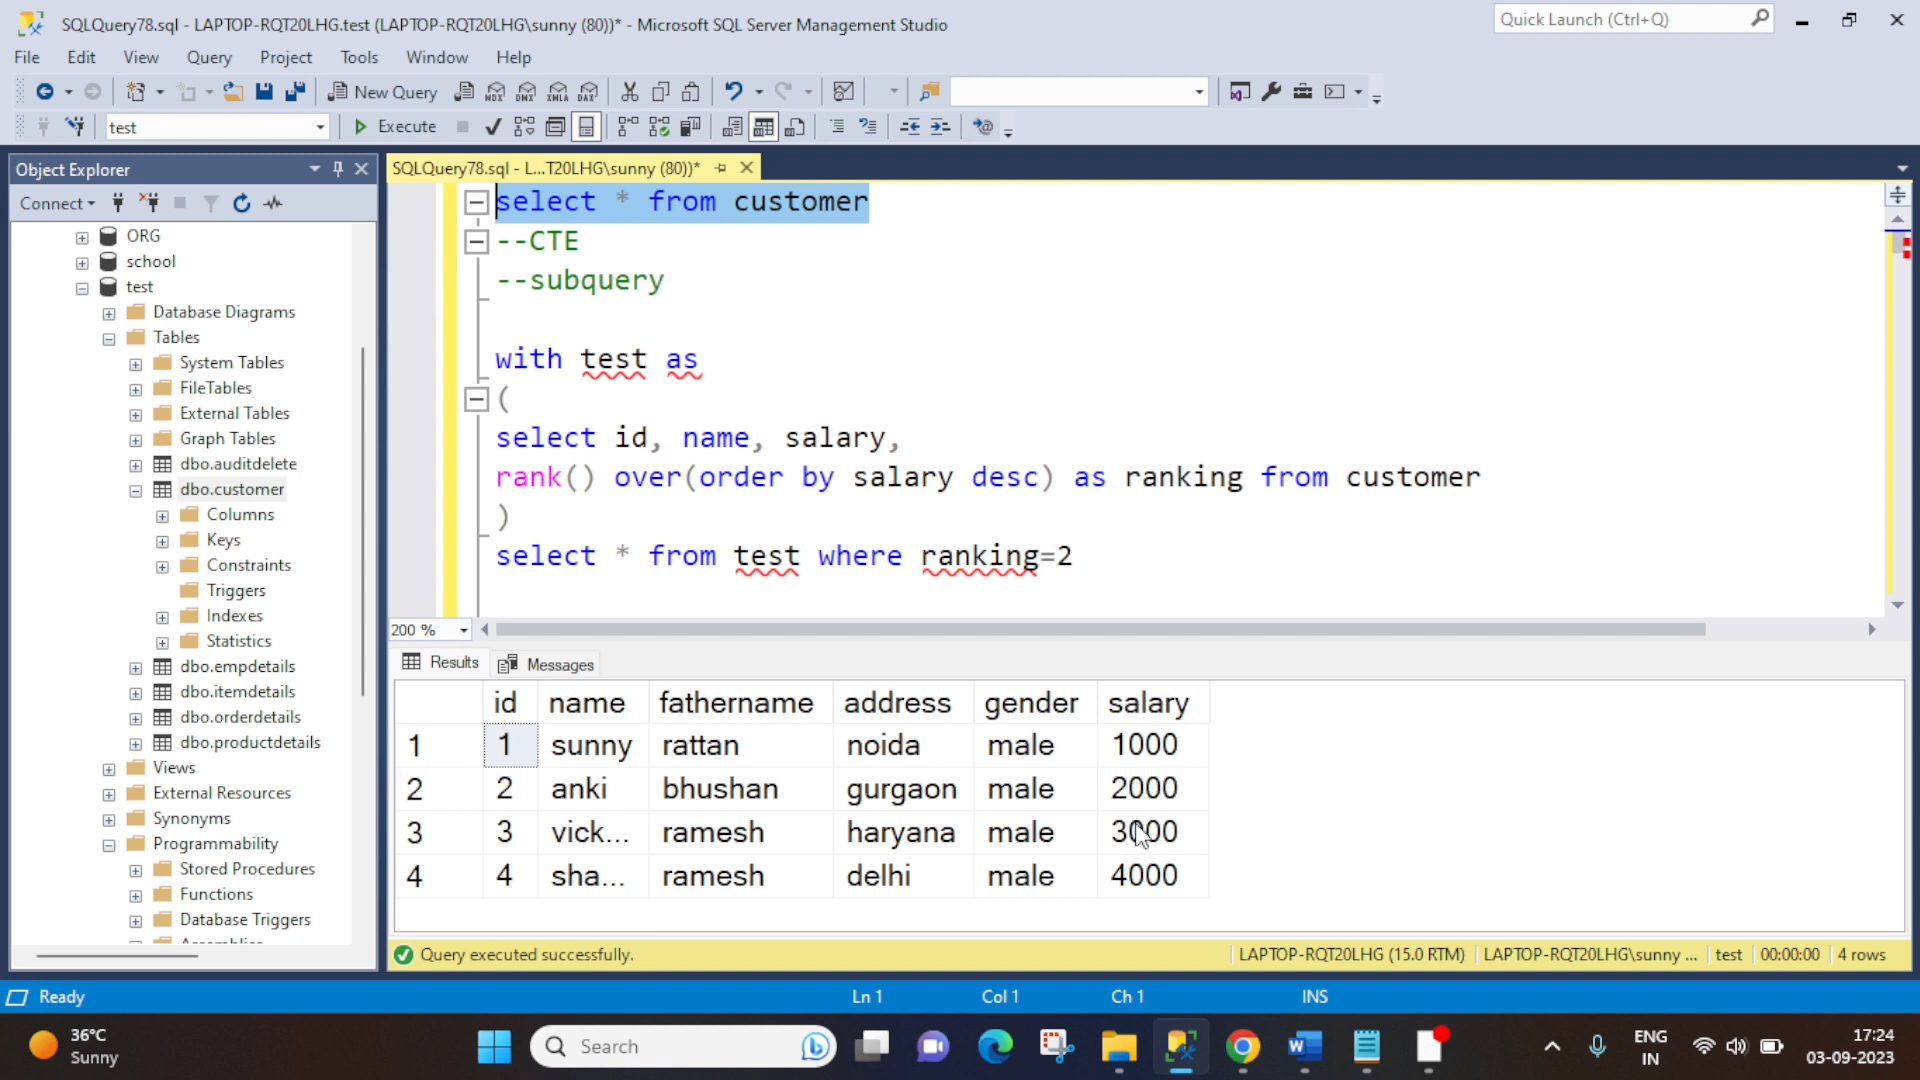 SQLQuery78.sql - LAPTOP-RQT20LHG.test (LAPTOP-RQT20LHG\sunny (80))* - Microsoft SQL Server Management Studio
Quick Launch (Ctrl+Q)
File Edit View Query Project Tools Window Help
New Query MDX DMX XMLA DAX
test Execute
Object Explorer
SQLQuery78.sql - L...T20LHG\sunny (80))*
Connect
ORG
school
test
Database Diagrams
Tables
System Tables
FileTables
External Tables
Graph Tables
dbo.auditdelete
dbo.customer
Columns
Keys
Constraints
Triggers
Indexes
Statistics
dbo.empdetails
dbo.itemdetails
dbo.orderdetails
dbo.productdetails
Views
External Resources
Synonyms
Programmability
Stored Procedures
Functions
Database Triggers
select * from customer
--CTE
--subquery
with test as
(
select id, name, salary,
rank() over(order by salary desc) as ranking from customer
)
select * from test where ranking=2
200 %
Results Messages
id name fathername address gender salary
1 1 sunny rattan noida male 1000
2 2 anki bhushan gurgaon male 2000
3 3 vick... ramesh haryana male 3000
4 4 sha... ramesh delhi male 4000
Query executed successfully. LAPTOP-RQT20LHG (15.0 RTM) LAPTOP-RQT20LHG\sunny ... test 00:00:00 4 rows
Ready Ln 1 Col 1 Ch 1 INS
36°C
Sunny
Search
ENG
IN
17:24
03-09-2023